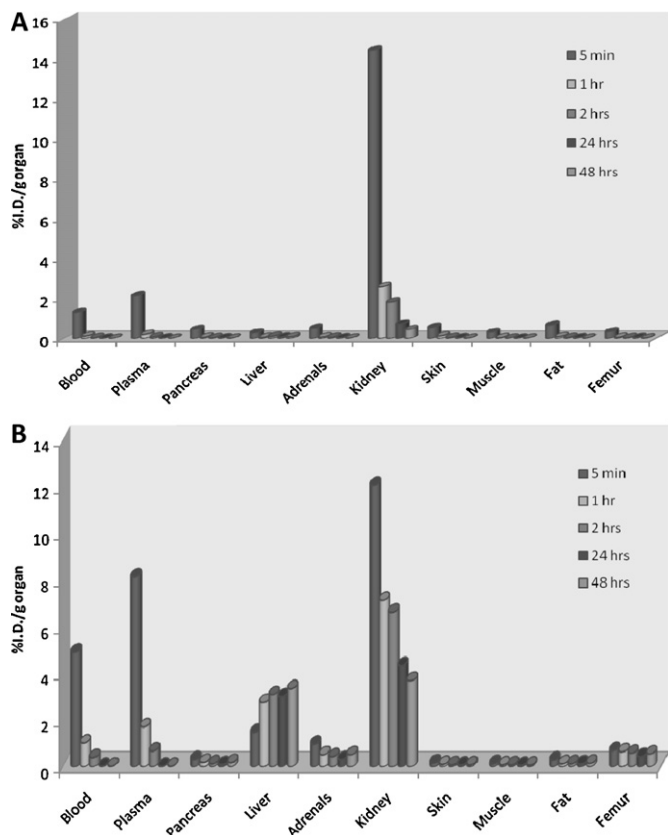 A
16
14
12
10
8
6
4
2
0
%I.D./g organ
5 min
1 hr
2 hrs
24 hrs
48 hrs
Blood
Plasma
Pancreas
Liver
Adrenals
Kidney
Skin
Muscle
Fat
Femur
B
14
12
10
8
6
4
2
0
%I.D./g organ
5 min
1 hr
2 hrs
24 hrs
48 hrs
Blood
Plasma
Pancreas
Liver
Adrenals
Kidney
Skin
Muscle
Fat
Femur